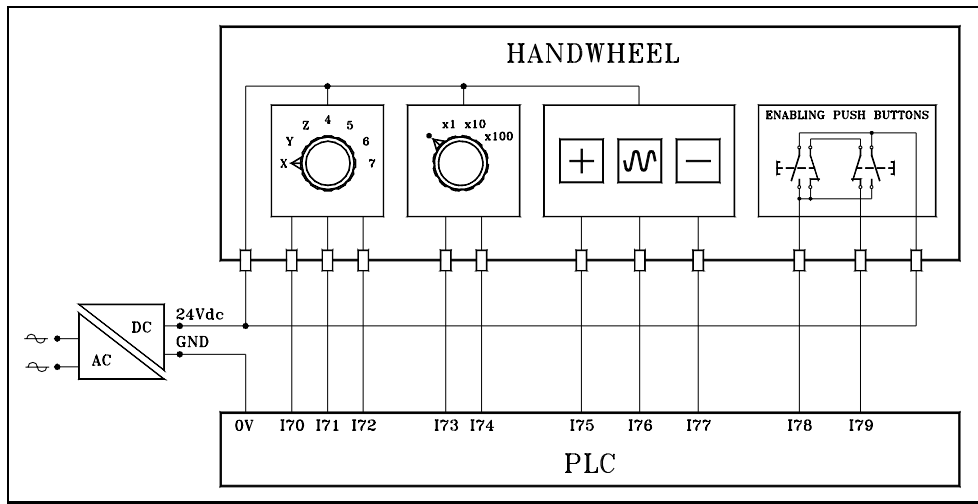 HANDWHEEL
X Y Z 4 5 6 7
x1 x10 x100
ENABLING PUSH BUTTONS
24Vdc
GND
DC
AC
0V I70 I71 I72 I73 I74 I75 I76 I77 I78 I79
PLC